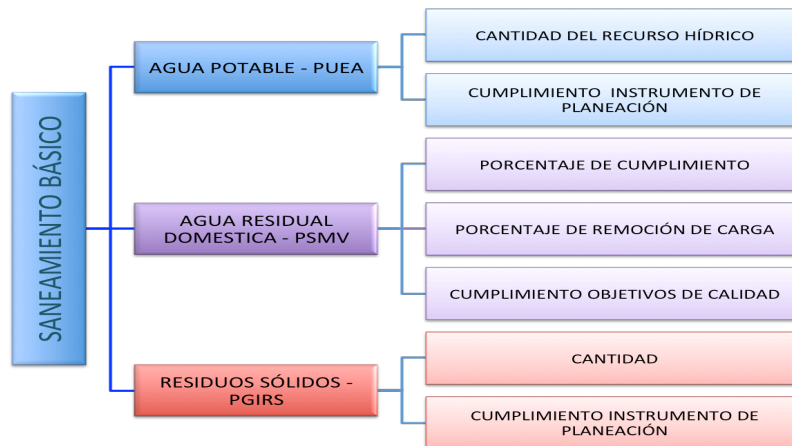 SANEAMIENTO BÁSICO
AGUA POTABLE - PUEA
CANTIDAD DEL RECURSO HÍDRICO
CUMPLIMIENTO INSTRUMENTO DE
PLANEACIÓN
AGUA RESIDUAL
DOMESTICA - PSMV
PORCENTAJE DE CUMPLIMIENTO
PORCENTAJE DE REMOCIÓN DE CARGA
CUMPLIMIENTO OBJETIVOS DE CALIDAD
RESIDUOS SÓLIDOS -
PGIRS
CANTIDAD
CUMPLIMIENTO INSTRUMENTO DE
PLANEACIÓN